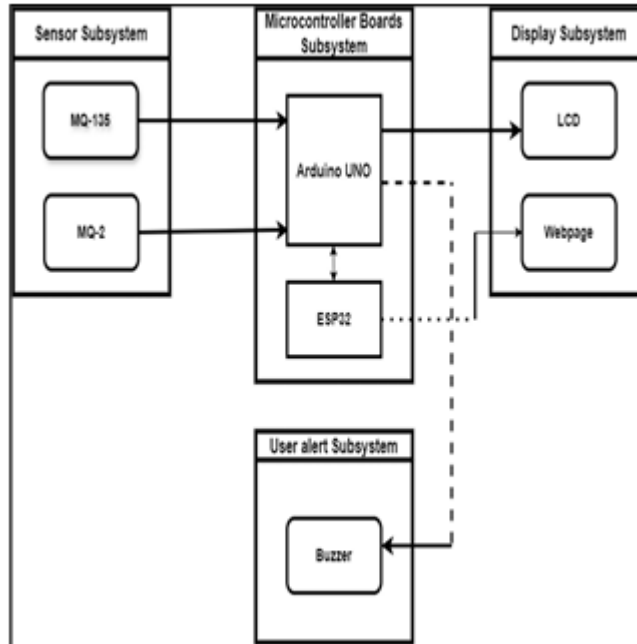 Sensor Subsystem
MQ-135
MQ-2
Microcontroller Boards
Subsystem
Arduino UNO
ESP32
Display Subsystem
LCD
Webpage
User alert Subsystem
Buzzer